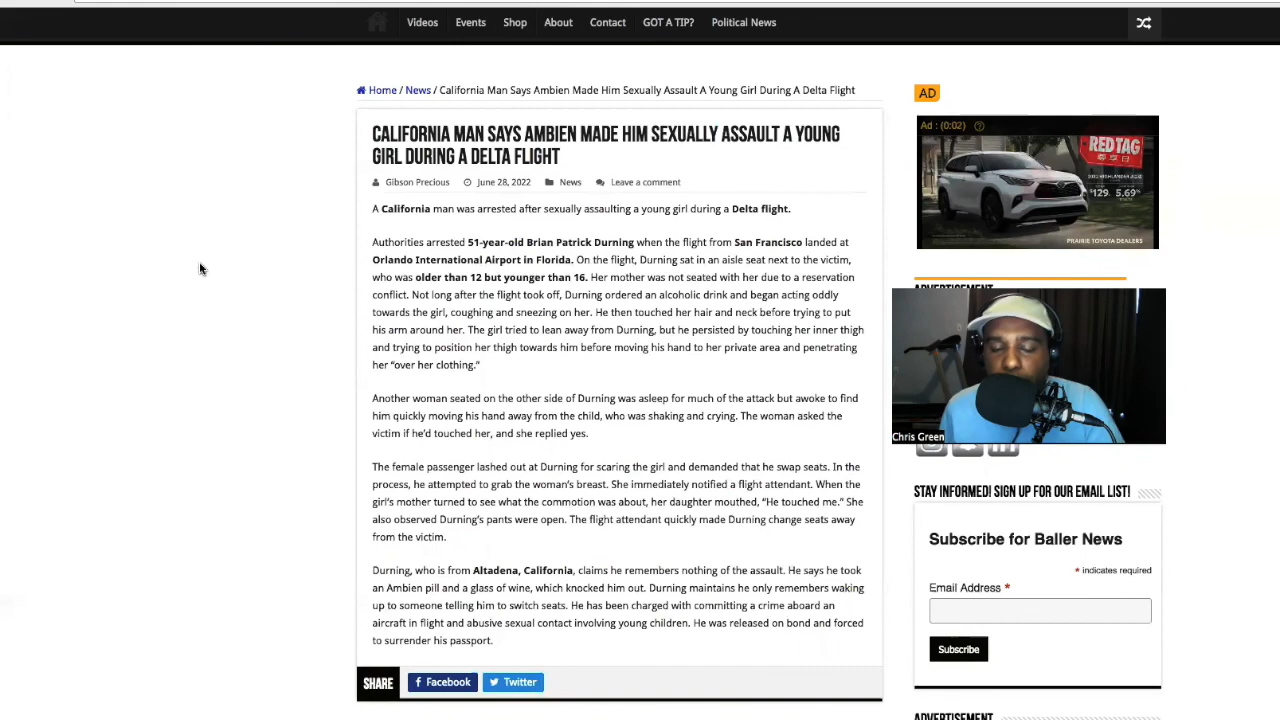 Videos Events Shop About Contact GOT A TIP? Political News
Home / News / California Man Says Ambien Made Him Sexually Assault A Young Girl During A Delta Flight
CALIFORNIA MAN SAYS AMBIEN MADE HIM SEXUALLY ASSAULT A YOUNG
GIRL DURING A DELTA FLIGHT
Gibson Precious June 28, 2022 News Leave a comment
A California man was arrested after sexually assaulting a young girl during a Delta flight.
Authorities arrested 51-year-old Brian Patrick Durning when the flight from San Francisco landed at
Orlando International Airport in Florida. On the flight, Durning sat in an aisle seat next to the victim,
who was older than 12 but younger than 16. Her mother was not seated with her due to a reservation
conflict. Not long after the flight took off, Durning ordered an alcoholic drink and began acting oddly
towards the girl, coughing and sneezing on her. He then touched her hair and neck before trying to put
his arm around her. The girl tried to lean away from Durning, but he persisted by touching her inner thigh
and trying to position her thigh towards him before moving his hand to her private area and penetrating
her “over her clothing.”
Another woman seated on the other side of Durning was asleep for much of the attack but awoke to find
him quickly moving his hand away from the child, who was shaking and crying. The woman asked the
victim if he’d touched her, and she replied yes.
The female passenger lashed out at Durning for scaring the girl and demanded that he swap seats. In the
process, he attempted to grab the woman’s breast. She immediately notified a flight attendant. When the
girl’s mother turned to see what the commotion was about, her daughter mouthed, “He touched me.” She
also observed Durning’s pants were open. The flight attendant quickly made Durning change seats away
from the victim.
Durning, who is from Altadena, California, claims he remembers nothing of the assault. He says he took
an Ambien pill and a glass of wine, which knocked him out. Durning maintains he only remembers waking
up to someone telling him to switch seats. He has been charged with committing a crime aboard an
aircraft in flight and abusive sexual contact involving young children. He was released on bond and forced
to surrender his passport.
SHARE Facebook Twitter
AD
Ad : (0:02)
RED TAG
尊享日
$129 5.69%
PRAIRIE TOYOTA DEALERS
ADVERTISEMENT
Chris Green
STAY INFORMED! SIGN UP FOR OUR EMAIL LIST!
Subscribe for Baller News
* indicates required
Email Address *
Subscribe
ADVERTISEMENT